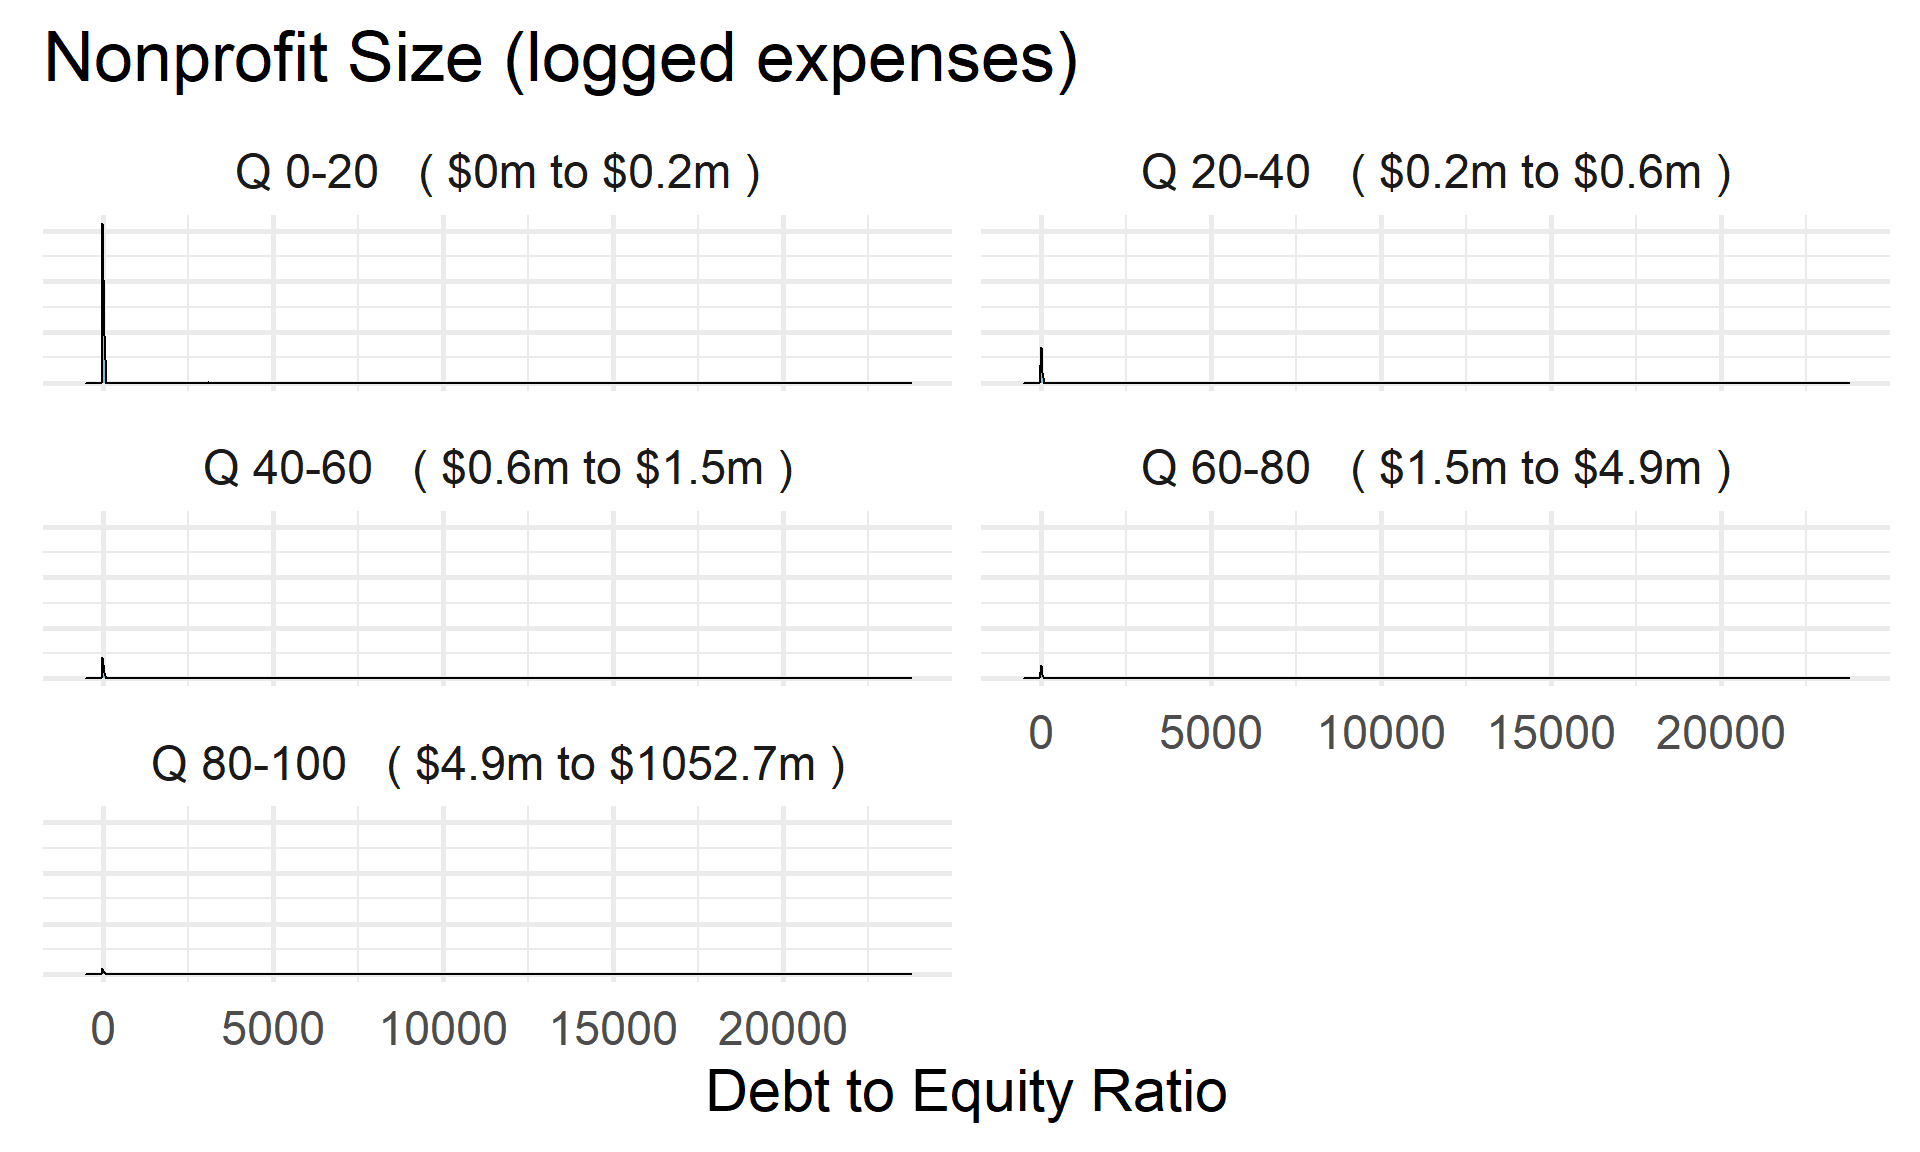 Nonprofit Size (logged expenses)
Q 0-20 ( $0m to $0.2m )
Q 20-40 ( $0.2m to $0.6m )
Q 40-60 ( $0.6m to $1.5m )
Q 60-80 ( $1.5m to $4.9m )
0 5000 10000 15000 20000
Q 80-100 ( $4.9m to $1052.7m )
0 5000 10000 15000 20000
Debt to Equity Ratio